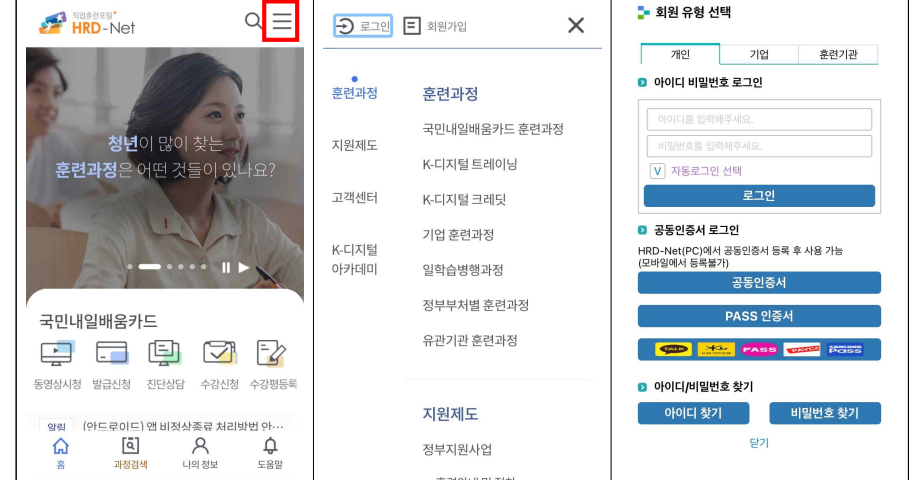 직업훈련포털
HRD-Net
청년이 많이 찾는
훈련과정은 어떤 것들이 있나요?
국민내일배움카드
동영상시청 발급신청 진단상담 수강신청 수강평등록
알림 (안드로이드) 앱 비정상종료 처리방법 안…
홈 과정검색 나의 정보 도움말
로그인 회원가입
훈련과정
지원제도
고객센터
K-디지털
아카데미
훈련과정
국민내일배움카드 훈련과정
K-디지털 트레이닝
K-디지털 크레딧
기업 훈련과정
일학습병행과정
정부부처별 훈련과정
유관기관 훈련과정
지원제도
정부지원사업
회원 유형 선택
개인 기업 훈련기관
아이디 비밀번호 로그인
아이디를 입력해주세요.
비밀번호를 입력해주세요.
V 자동로그인 선택
로그인
공동인증서 로그인
HRD-Net(PC)에서 공동인증서 등록 후 사용 가능
(모바일에서 등록불가)
공동인증서
PASS 인증서
TALK PASS PAYCO SAMSUNG Pass
아이디/비밀번호 찾기
아이디 찾기 비밀번호 찾기
닫기